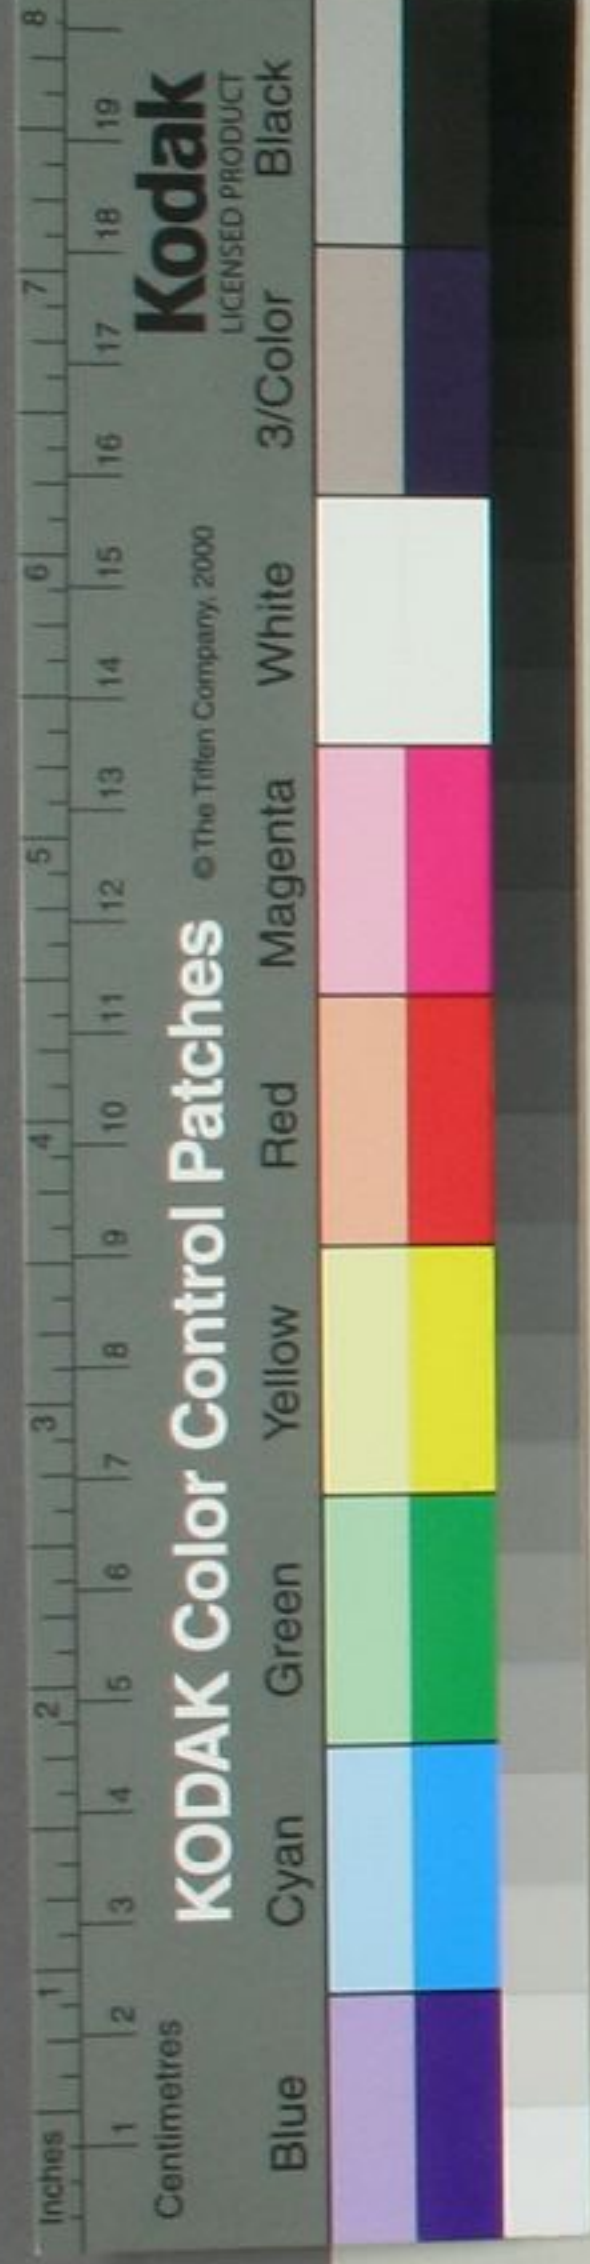 Inches 1 2 3 4 5 6 7 8
1 2 3 4 5 6 7 8 9 10 11 12 13 14 15 16 17 18 19
Centimetres
KODAK Color Control Patches
© The Tiffen Company, 2000
Kodak
LICENSED PRODUCT
Blue Cyan Green Yellow Red Magenta White 3/Color Black